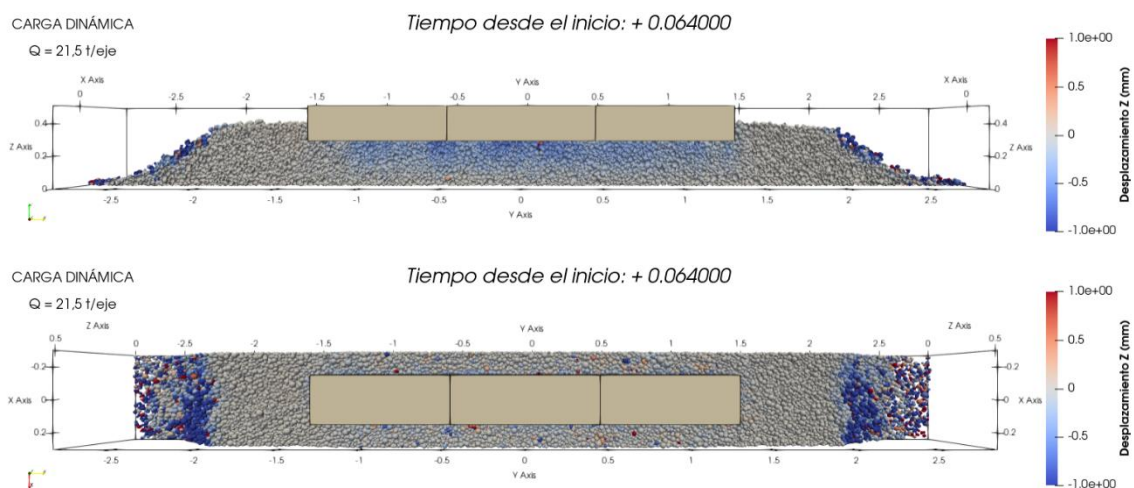 CARGA DINÁMICA
Tiempo desde el inicio: + 0.064000
Q = 21,5 t/eje
1.0e+00
0.5
0
-0.5
-1.0e+00
Desplazamiento Z (mm)
X Axis
0
Y Axis
-2.5 -2 -1.5 -1 -0.5 0 0.5 1 1.5 2 2.5
X Axis
0
Z Axis
0.4
0.2
0
0.4
0.2
0
Z Axis
-2.5 -2 -1.5 -1 -0.5 0 0.5 1 1.5 2 2.5
Y Axis
CARGA DINÁMICA
Tiempo desde el inicio: + 0.064000
Q = 21,5 t/eje
1.0e+00
0.5
0
-0.5
-1.0e+00
Desplazamiento Z (mm)
0.5
Z Axis
0
Y Axis
-2.5 -2 -1.5 -1 -0.5 0 0.5 1 1.5 2 2.5
Z Axis
0
0.5
X Axis
-0.2
0
0.2
-0.2
0
0.2
X Axis
-2.5 -2 -1.5 -1 -0.5 0 0.5 1 1.5 2 2.5
Y Axis